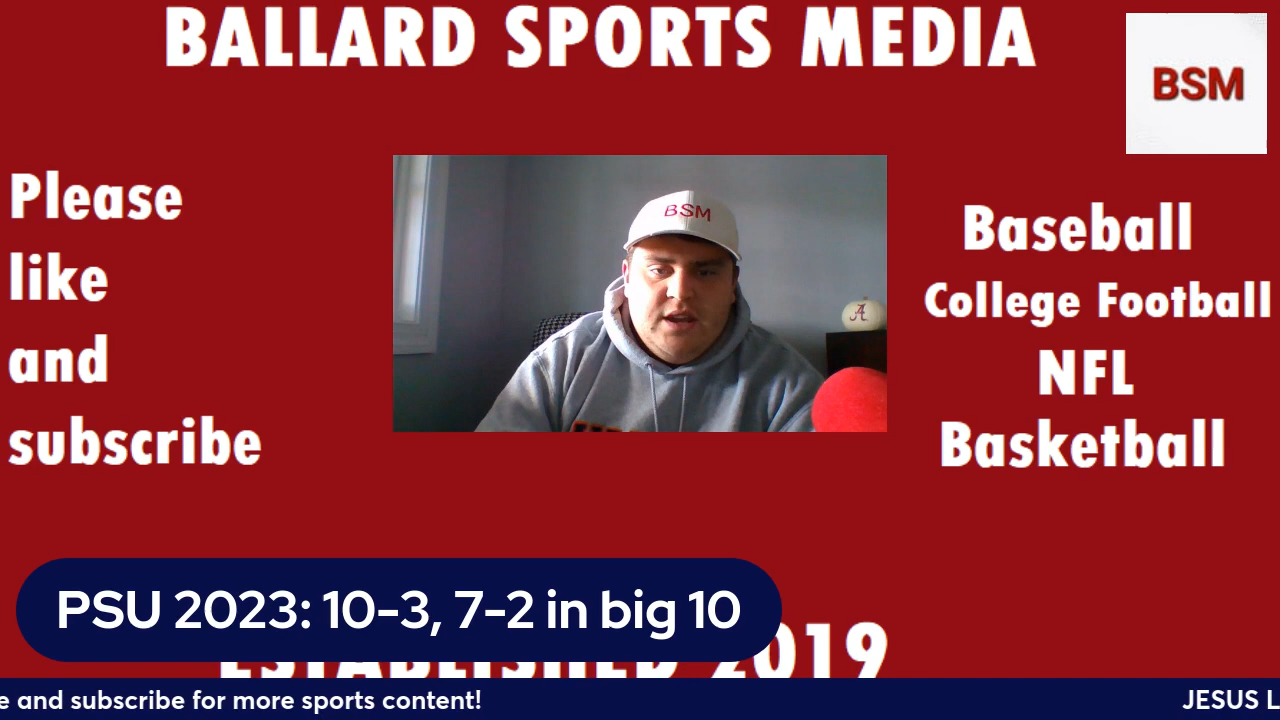 BALLARD SPORTS MEDIA
BSM
Please
like
and
subscribe
BSM
A
Baseball
College Football
NFL
Basketball
PSU 2023: 10-3, 7-2 in big 10
ESTABLISHED 2019
e and subscribe for more sports content!
JESUS L